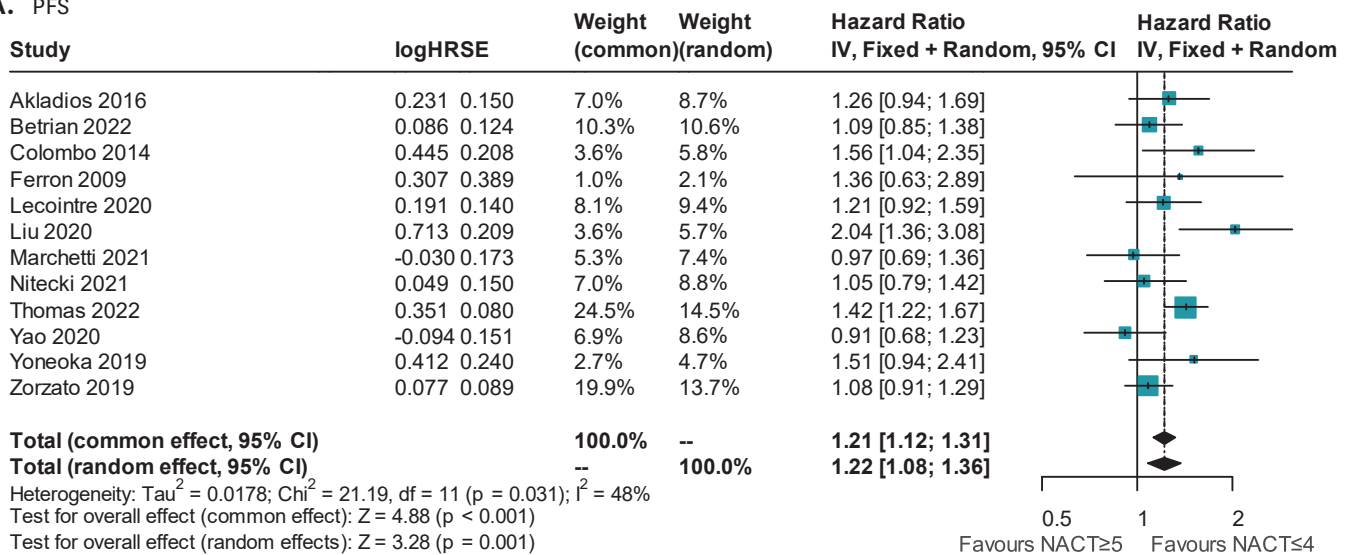 A. PFS
Study logHRSE Weight (common) Weight (random) Hazard Ratio IV, Fixed + Random, 95% CI Hazard Ratio IV, Fixed + Random
Akladios 2016 0.231 0.150 7.0% 8.7% 1.26 [0.94; 1.69]
Betrian 2022 0.086 0.124 10.3% 10.6% 1.09 [0.85; 1.38]
Colombo 2014 0.445 0.208 3.6% 5.8% 1.56 [1.04; 2.35]
Ferron 2009 0.307 0.389 1.0% 2.1% 1.36 [0.63; 2.89]
Lecointre 2020 0.191 0.140 8.1% 9.4% 1.21 [0.92; 1.59]
Liu 2020 0.713 0.209 3.6% 5.7% 2.04 [1.36; 3.08]
Marchetti 2021 -0.030 0.173 5.3% 7.4% 0.97 [0.69; 1.36]
Nitecki 2021 0.049 0.150 7.0% 8.8% 1.05 [0.79; 1.42]
Thomas 2022 0.351 0.080 24.5% 14.5% 1.42 [1.22; 1.67]
Yao 2020 -0.094 0.151 6.9% 8.6% 0.91 [0.68; 1.23]
Yoneoka 2019 0.412 0.240 2.7% 4.7% 1.51 [0.94; 2.41]
Zorzato 2019 0.077 0.089 19.9% 13.7% 1.08 [0.91; 1.29]
Total (common effect, 95% CI) 100.0% -- 1.21 [1.12; 1.31]
Total (random effect, 95% CI) -- 100.0% 1.22 [1.08; 1.36]
Heterogeneity: Tau² = 0.0178; Chi² = 21.19, df = 11 (p = 0.031); I² = 48%
Test for overall effect (common effect): Z = 4.88 (p < 0.001)
Test for overall effect (random effects): Z = 3.28 (p = 0.001)
0.5 1 2
Favours NACT≥5 Favours NACT≤4